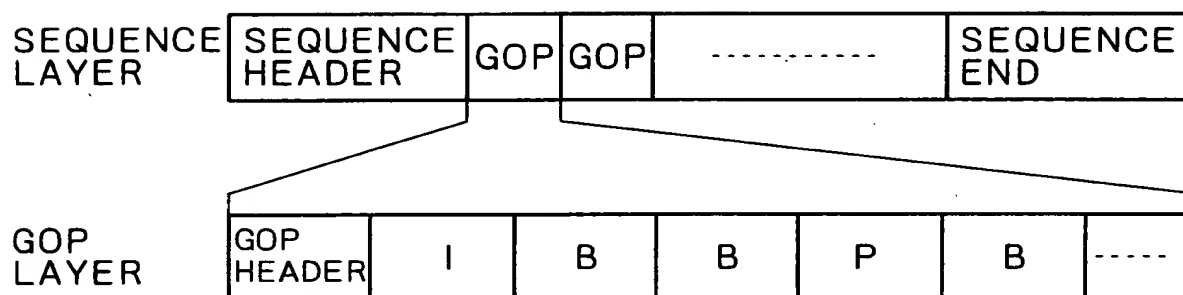 SEQUENCE LAYER
SEQUENCE HEADER
GOP
GOP
SEQUENCE END
GOP LAYER
GOP HEADER
I
B
B
P
B